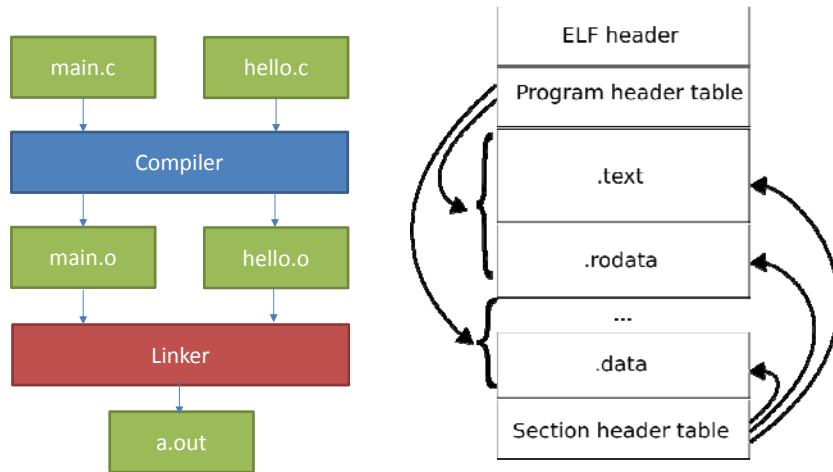 main.c
hello.c
Compiler
main.o
hello.o
Linker
a.out
ELF header
Program header table
.text
.rodata
...
.data
Section header table